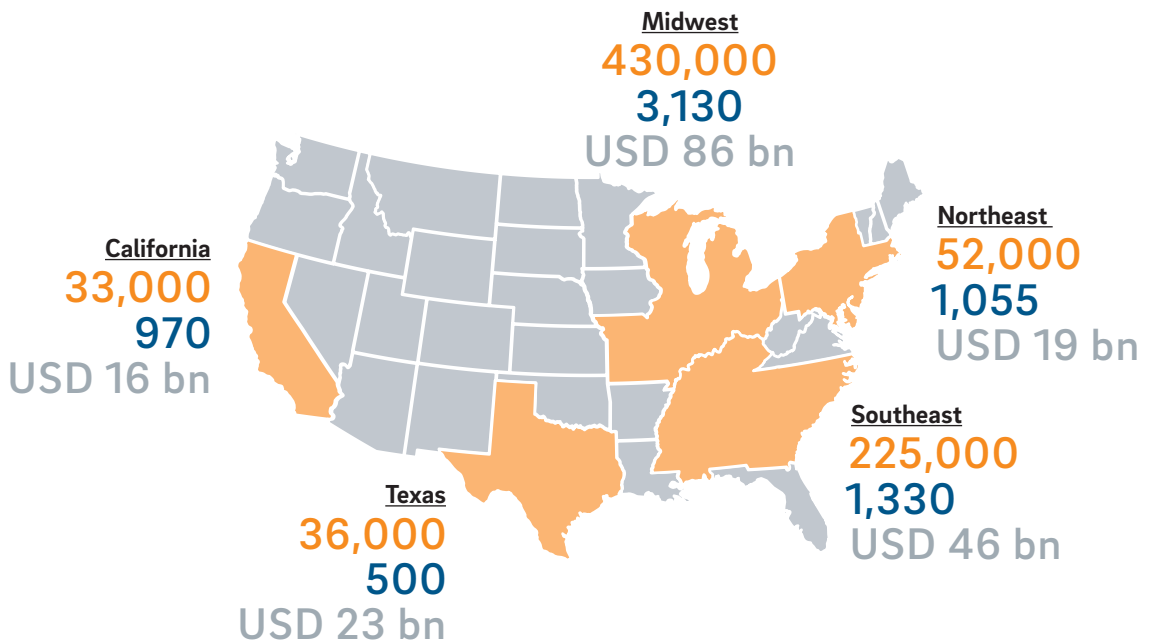 Midwest
430,000
3,130
USD 86 bn
Northeast
52,000
1,055
USD 19 bn
California
33,000
970
USD 16 bn
Southeast
225,000
1,330
USD 46 bn
Texas
36,000
500
USD 23 bn